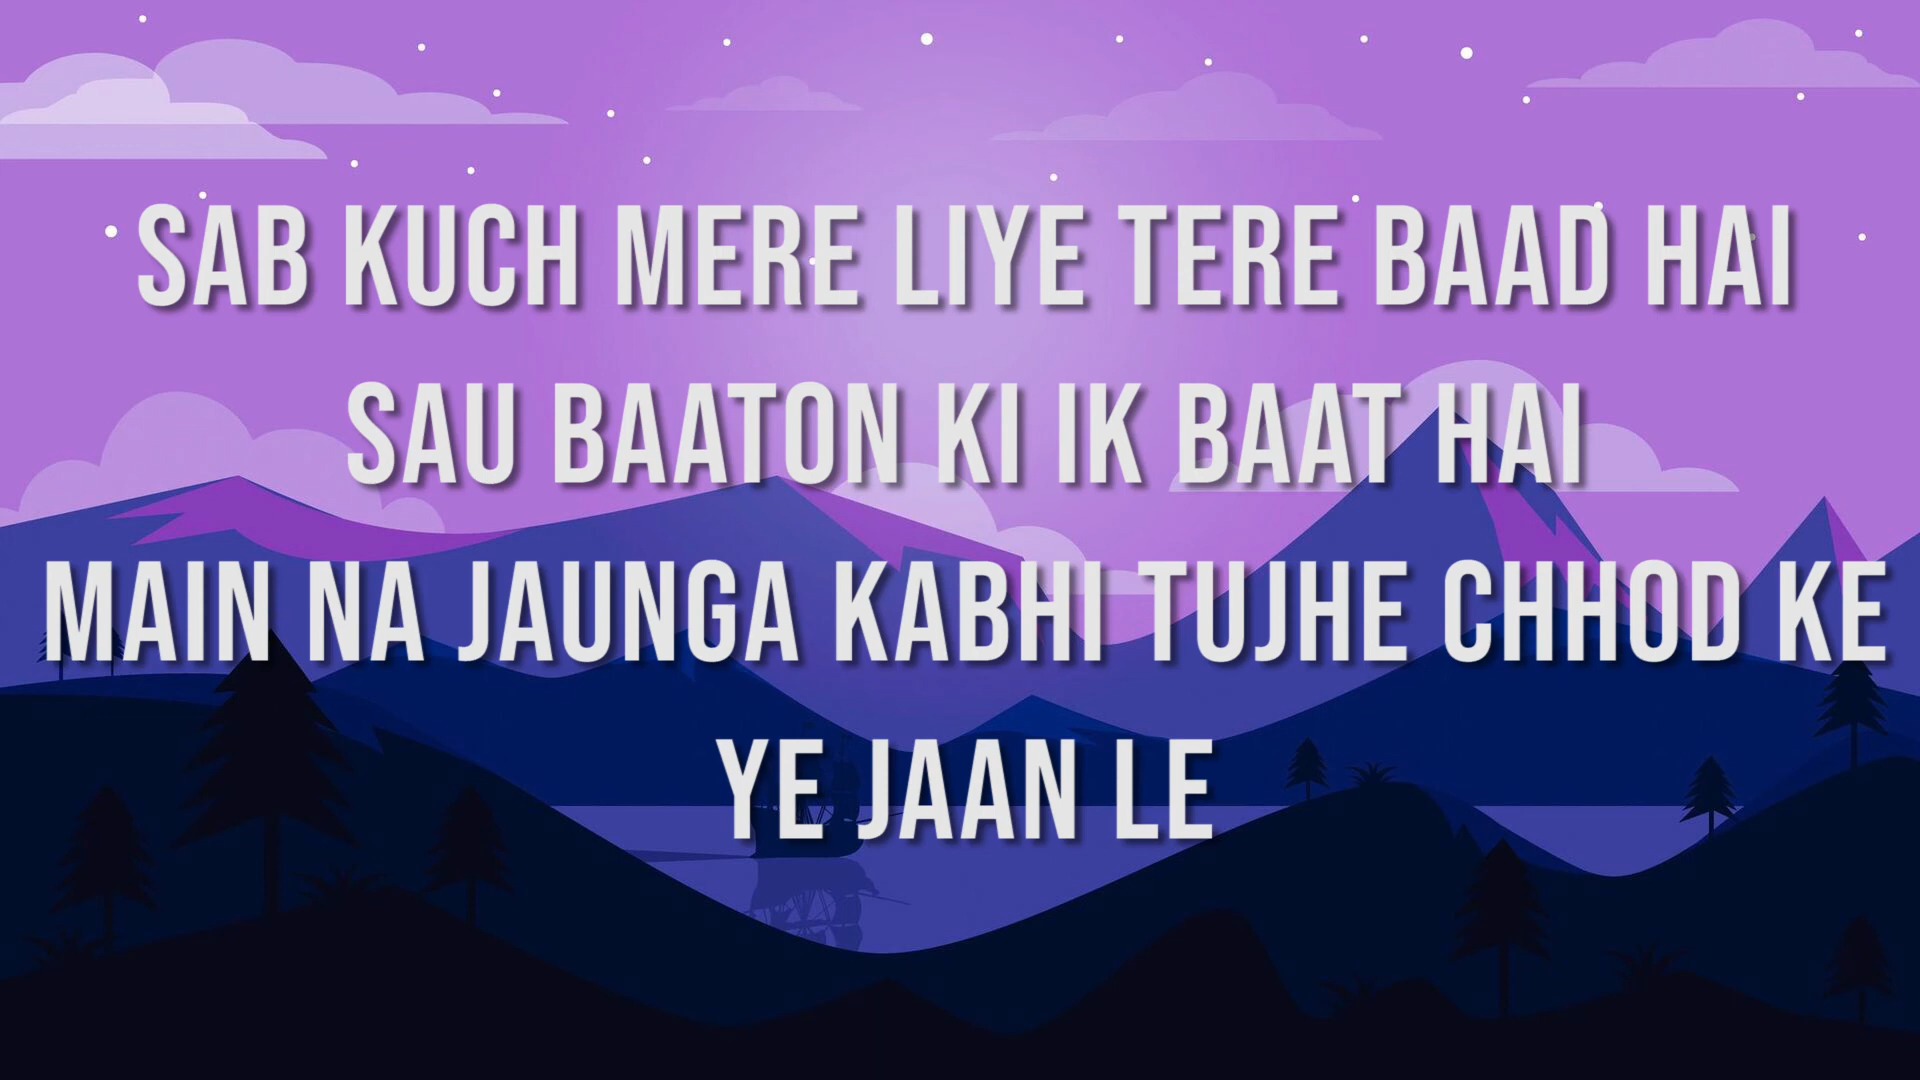 SAB KUCH MERE LIYE TERE BAAD HAI
SAU BAATON KI IK BAAT HAI
MAIN NA JAUNGA KABHI TUJHE CHHOD KE
YE JAAN LE